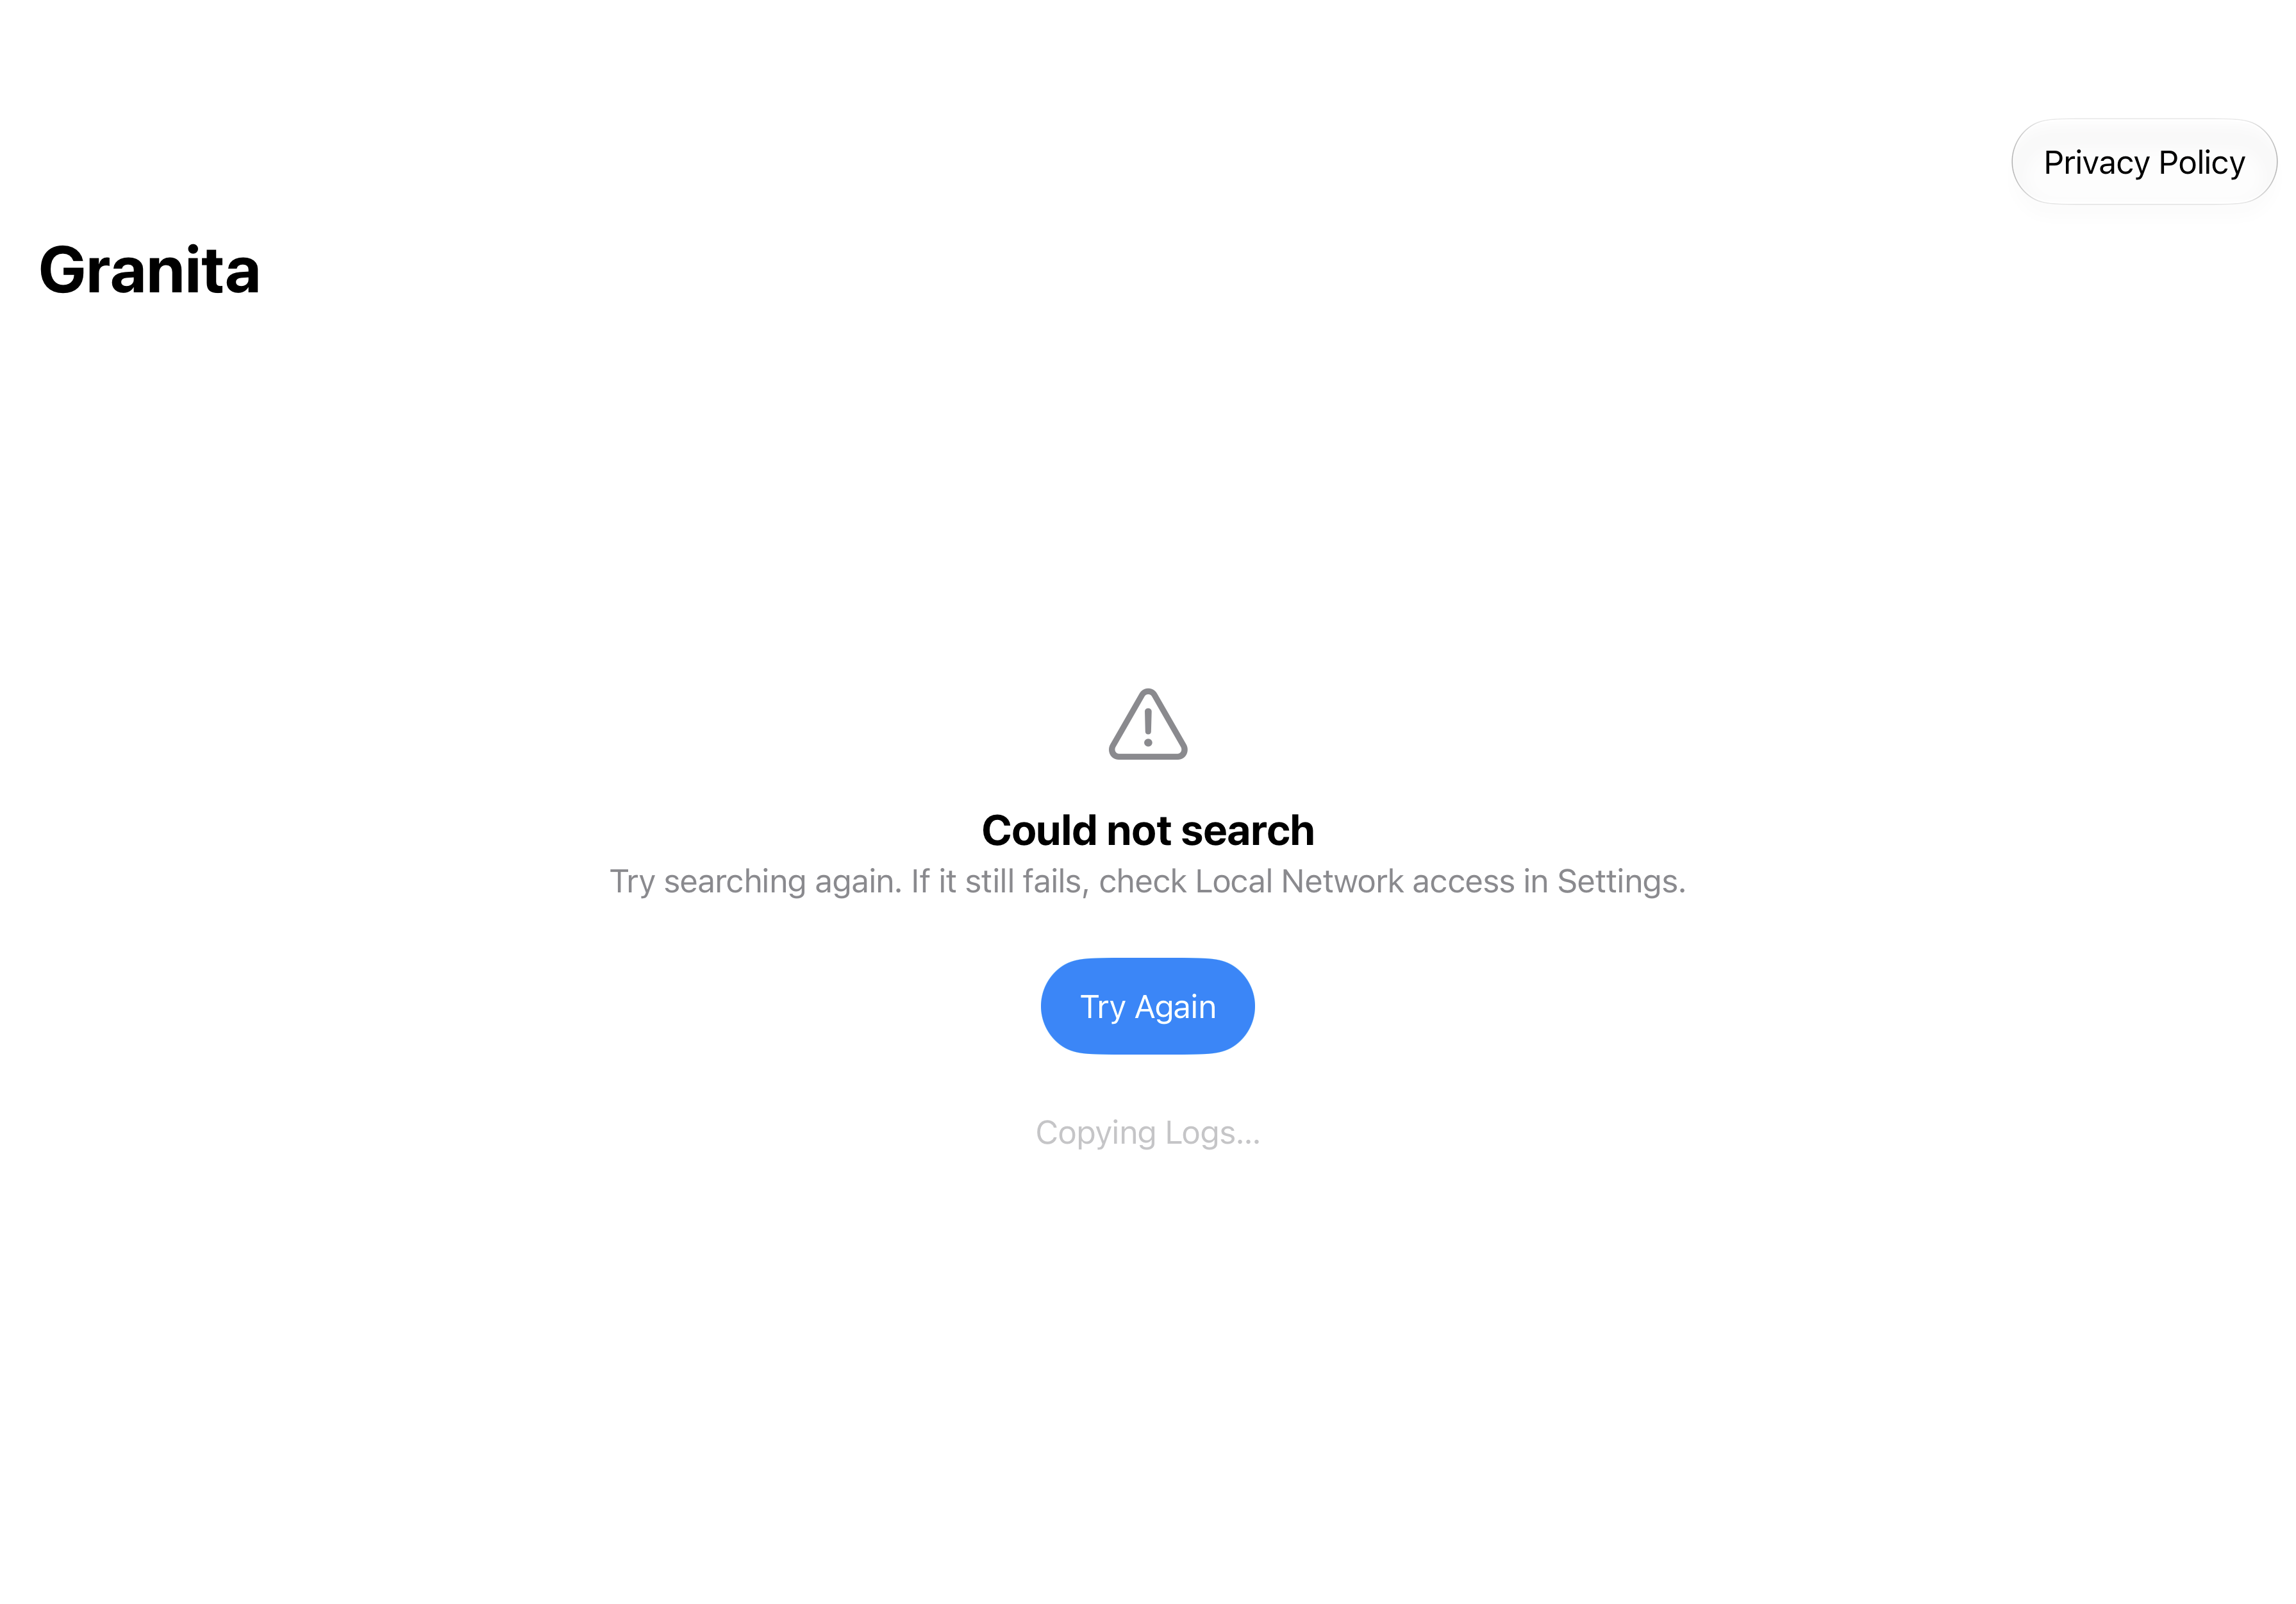 Privacy Policy
Granita
Could not search
Try searching again. If it still fails, check Local Network access in Settings.
Try Again
Copying Logs...